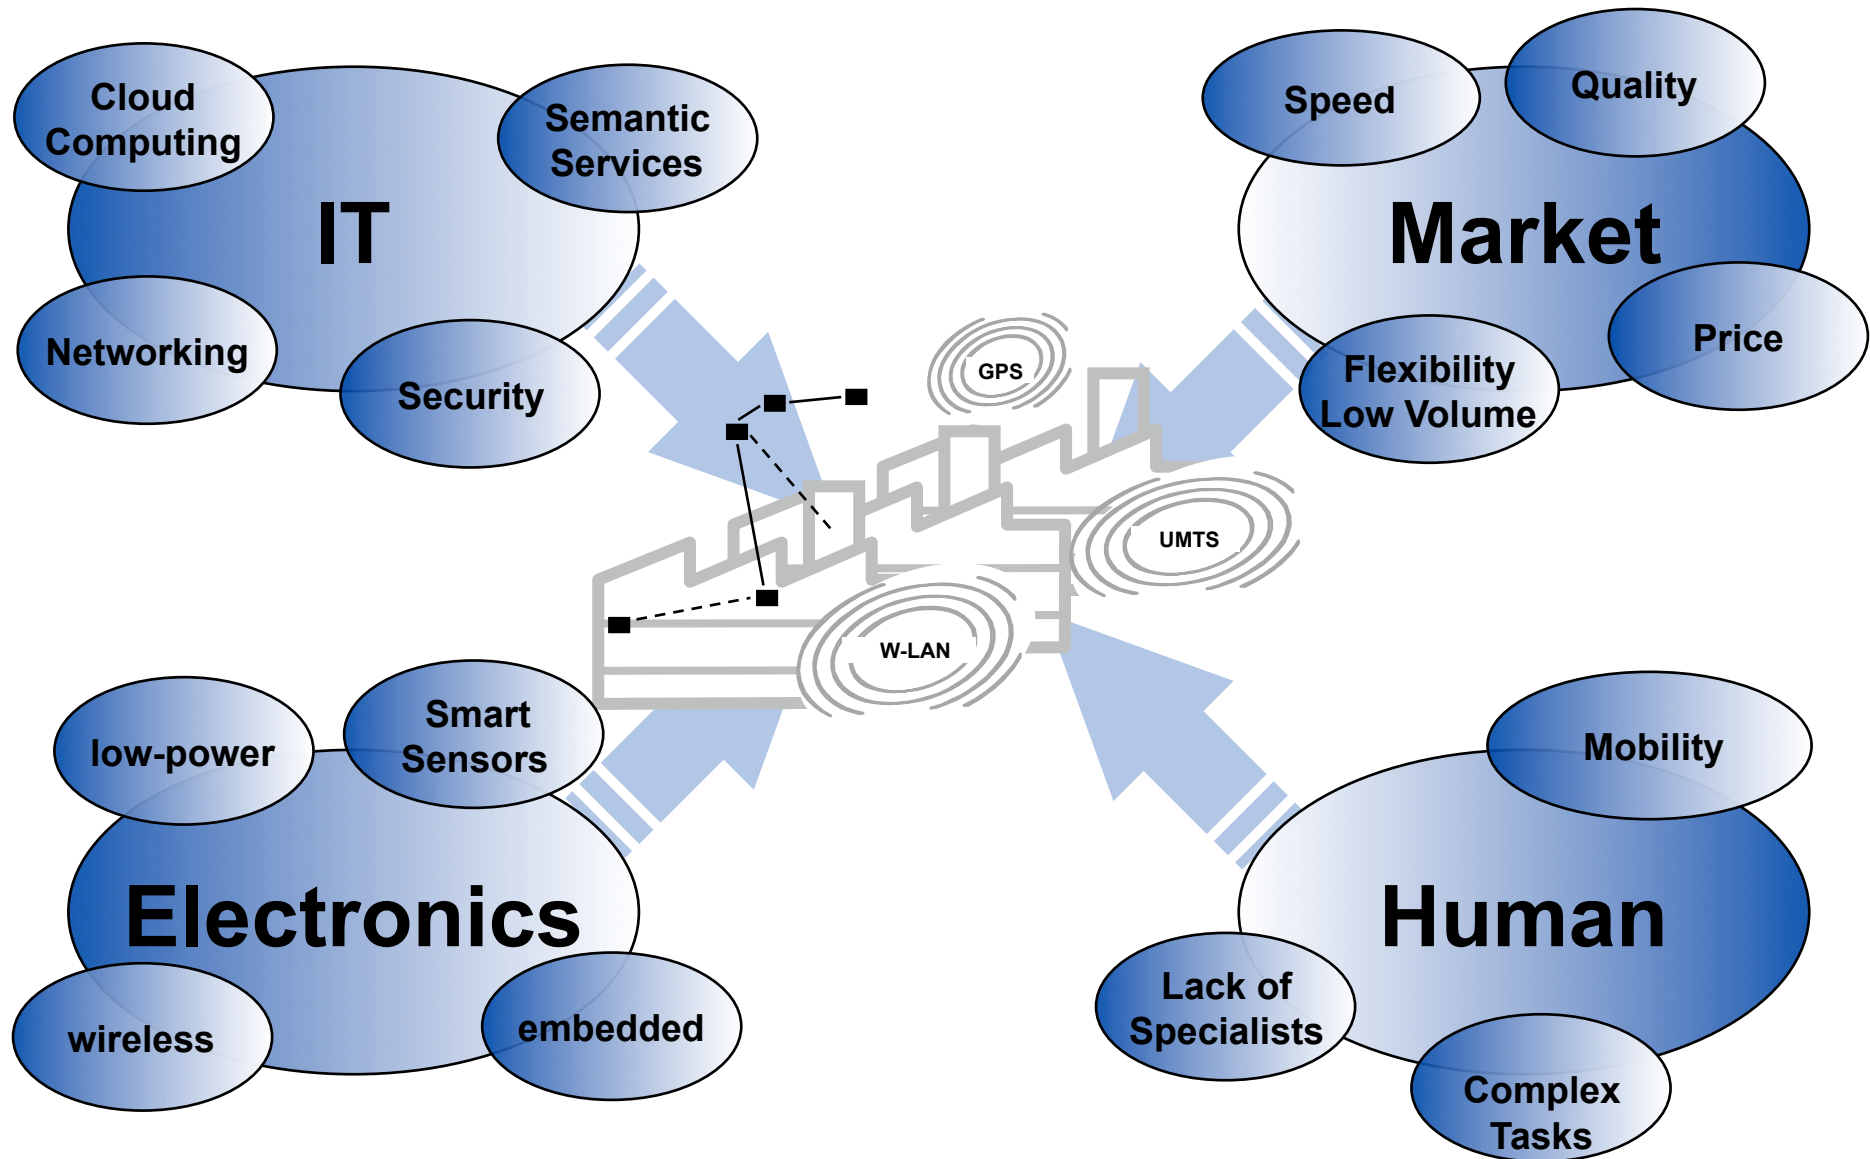 Cloud
Computing
Semantic
Services
IT
Networking
Security
Speed
Quality
Market
Price
Flexibility
Low Volume
GPS
UMTS
W-LAN
low-power
Smart
Sensors
Electronics
wireless
embedded
Mobility
Human
Lack of
Specialists
Complex
Tasks